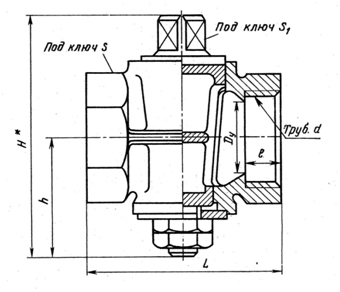 Под ключ S₁
Под ключ S
H*
h
Dу
Труб. d
ℓ
L